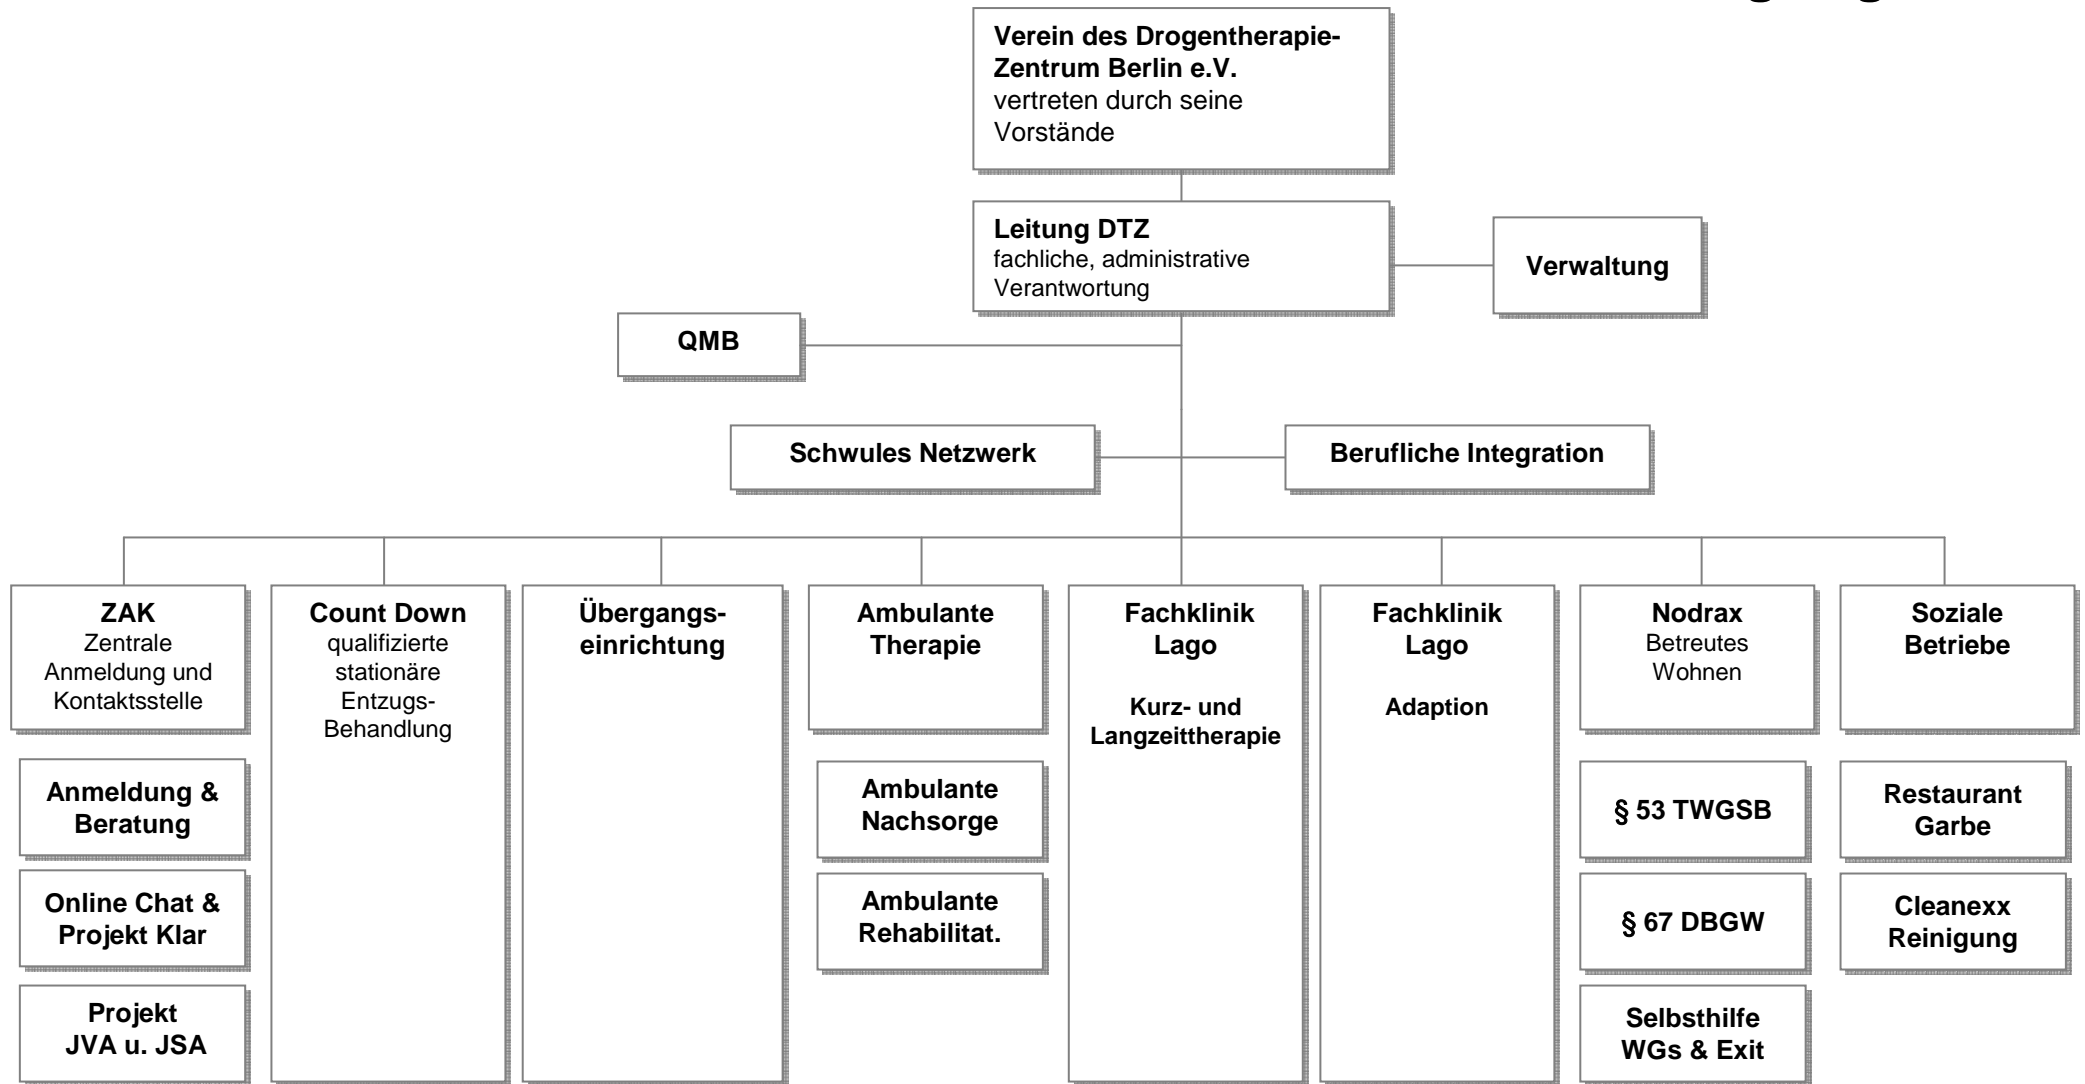 Verein des Drogentherapie-
Zentrum Berlin e.V.
vertreten durch seine
Vorstände
Leitung DTZ
fachliche, administrative
Verantwortung
Verwaltung
QMB
Schwules Netzwerk
Berufliche Integration
ZAK
Zentrale
Anmeldung und
Kontaktsstelle
Count Down
qualifizierte
stationäre
Entzugs-
Behandlung
Übergangs-
einrichtung
Ambulante
Therapie
Fachklinik
Lago
Kurz- und
Langzeittherapie
Fachklinik
Lago
Adaption
Nodrax
Betreutes
Wohnen
Soziale
Betriebe
Anmeldung &
Beratung
Online Chat &
Projekt Klar
Projekt
JVA u. JSA
Ambulante
Nachsorge
Ambulante
Rehabilitat.
§ 53 TWGSB
§ 67 DBGW
Selbsthilfe
WGs & Exit
Restaurant
Garbe
Cleanexx
Reinigung